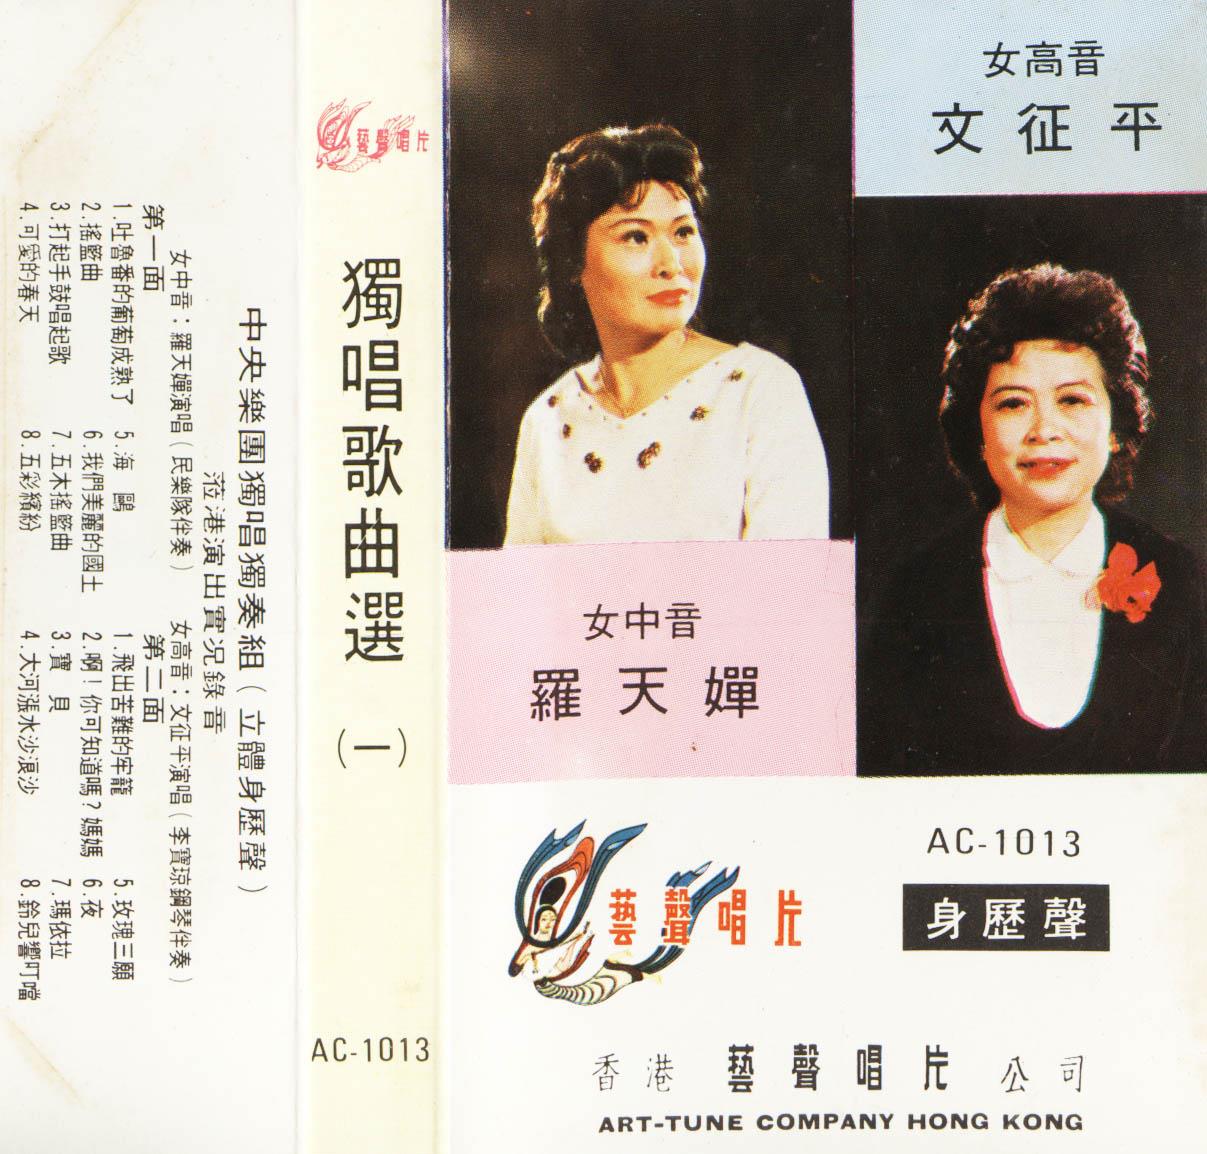 女高音
文征平
女中音
羅天嬋
AC-1013
身歷聲
藝聲唱片
香港 藝聲唱片 公司
ART-TUNE COMPANY HONG KONG
藝聲唱片
獨唱歌曲選
(一)
AC-1013
中央樂團獨唱獨奏組(立體身歷聲)
蒞港演出實況錄音
女中音:羅天嬋演唱(民樂隊伴奏)
第一面
1.吐魯番的葡萄成熟了
2.搖籃曲
3.打起手鼓唱起歌
4.可愛的春天
5.海鷗
6 我們美麗的國土
7.五木搖籃曲
8.五彩繽紛
女高音:文征平演唱(李寶琼鋼琴伴奏)
第二面
1.飛出苦難的牢籠
2.啊!你可知道嗎?媽媽
3.寶貝
4.大河漲水沙浪沙
5.玫瑰三願
6 夜
7.瑪依拉
8.鈴兒響叮噹